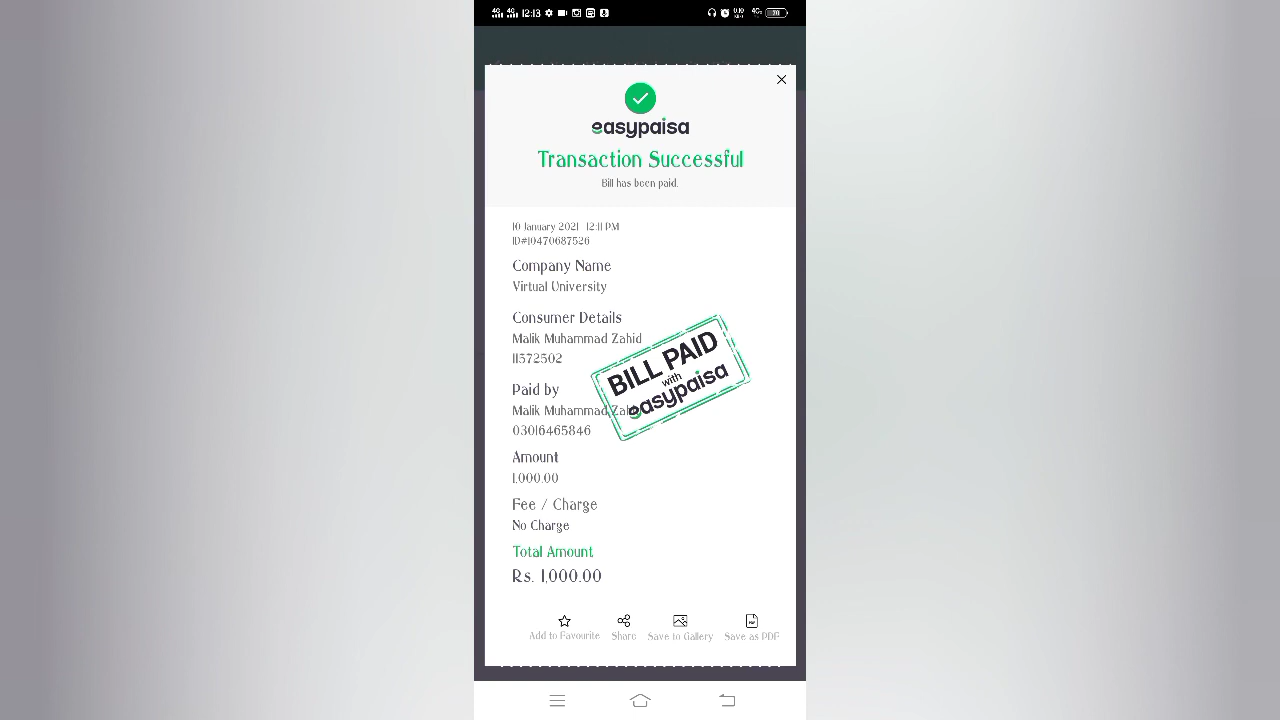 12:13
easypaisa
Transaction Successful
Bill has been paid.
10 January 2021 12:11 PM
ID#10470687526
Company Name
Virtual University
Consumer Details
Malik Muhammad Zahid
11572502
Paid by
Malik Muhammad
03016465846
BILL PAID
with
easypaisa
Amount
1,000.00
Fee / Charge
No Charge
Total Amount
Rs. 1,000.00
Add to Favourite Share Save to Gallery Save as PDF